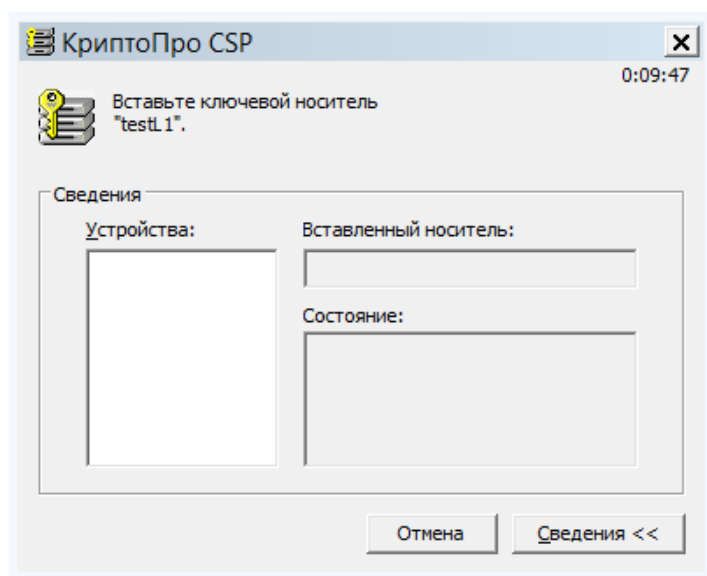 КриптоПро CSP
0:09:47
Вставьте ключевой носитель
"testL1".
Сведения
Устройства:
Вставленный носитель:
Состояние:
Отмена
Сведения <<